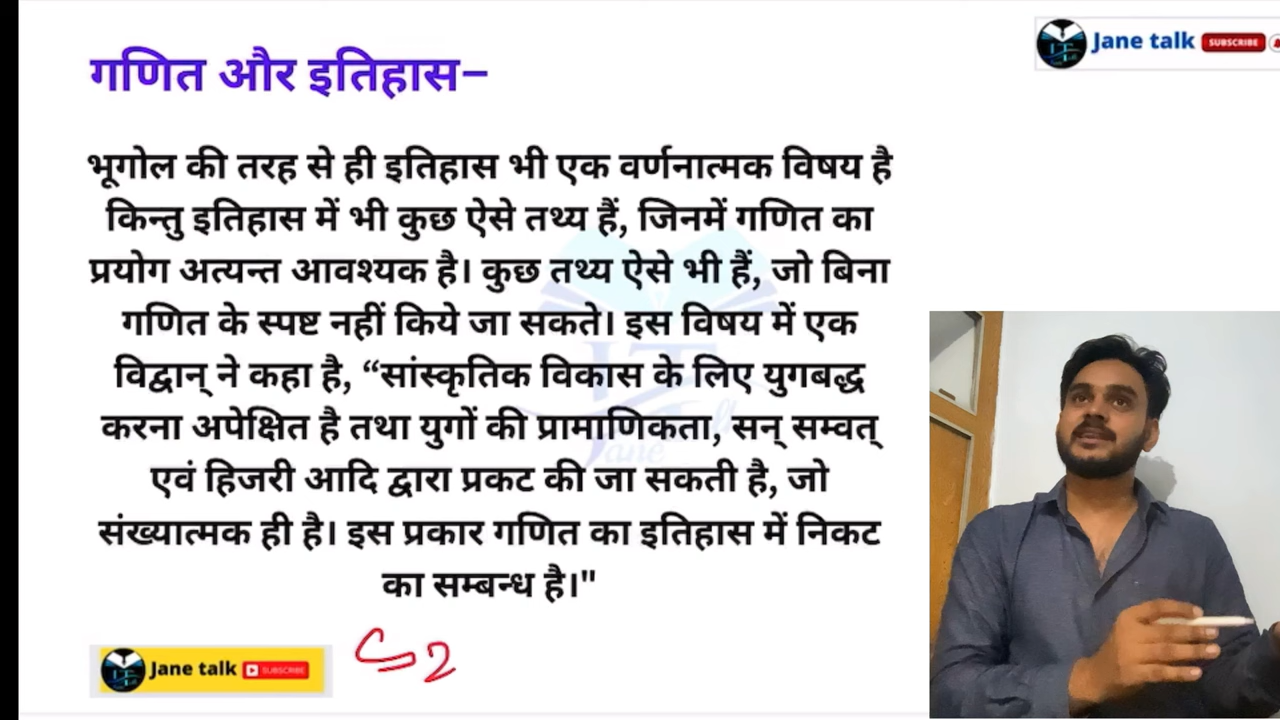 गणित और इतिहास–
Jane talk SUBSCRIBE
भूगोल की तरह से ही इतिहास भी एक वर्णनात्मक विषय है
किन्तु इतिहास में भी कुछ ऐसे तथ्य हैं, जिनमें गणित का
प्रयोग अत्यन्त आवश्यक है। कुछ तथ्य ऐसे भी हैं, जो बिना
गणित के स्पष्ट नहीं किये जा सकते। इस विषय में एक
विद्वान् ने कहा है, “सांस्कृतिक विकास के लिए युगबद्ध
करना अपेक्षित है तथा युगों की प्रामाणिकता, सन् सम्वत्
एवं हिजरी आदि द्वारा प्रकट की जा सकती है, जो
संख्यात्मक ही है। इस प्रकार गणित का इतिहास में निकट
का सम्बन्ध है।"
Jane talk SUBSCRIBE